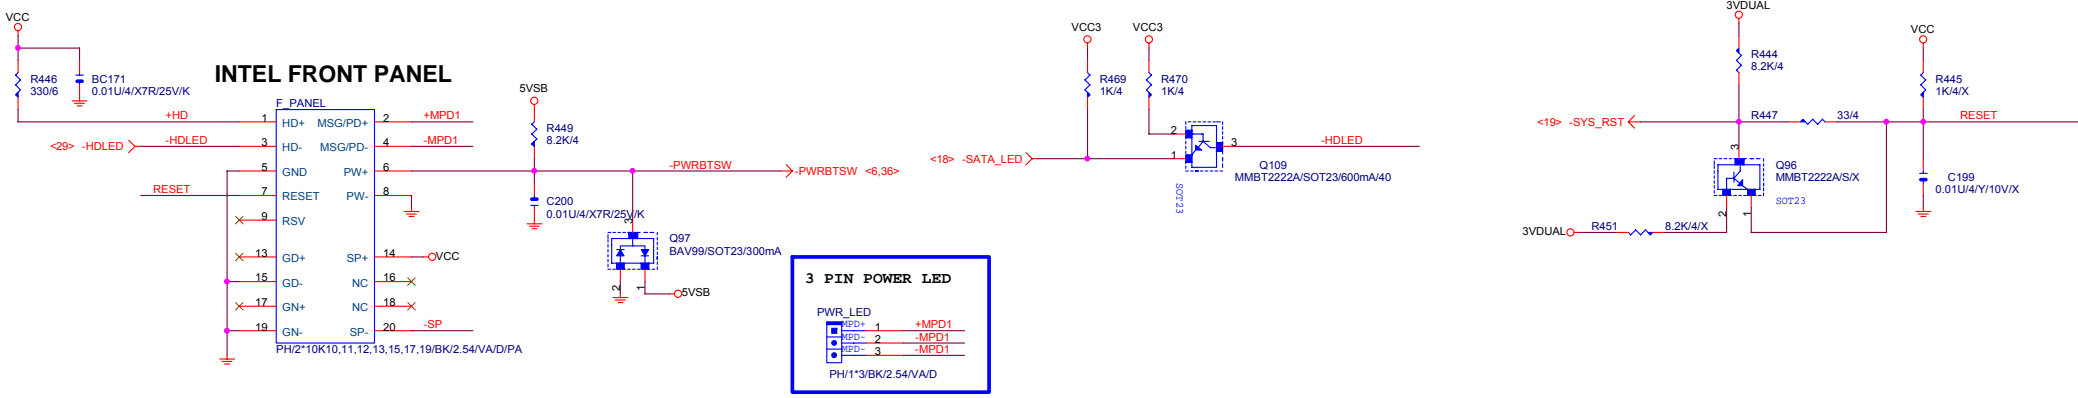 VCC
R446
330/6
BC171
0.01U/4/X7R/25V/K
INTEL FRONT PANEL
F_PANEL
+HD
1 HD+ MSG/PD+ 2
+MPD1
<29> -HDLED
-HDLED
3 HD- MSG/PD- 4
-MPD1
5 GND PW+ 6
RESET
7 RESET PW- 8
9 RSV
13 GD+ SP+ 14
VCC
15 GD- NC 16
17 GN+ NC 18
19 GN- SP- 20
-SP
PH/2*10K10,11,12,13,15,17,19/BK/2.54/VA/D/PA
5VSB
R449
8.2K/4
-PWRBTSW
-PWRBTSW <6,36>
C200
0.01U/4/X7R/25V/K
3
Q97
BAV99/SOT23/300mA
2
1
5VSB
3 PIN POWER LED
PWR_LED
MPD+ 1 +MPD1
MPD- 2 -MPD1
MPD- 3 -MPD1
PH/1*3/BK/2.54/VA/D
VCC3
VCC3
R469
1K/4
R470
1K/4
2
3
-HDLED
<18> -SATA_LED
1
Q109
MMBT2222A/SOT23/600mA/40
SOT23
3VDUAL
R444
8.2K/4
VCC
R445
1K/4/X
<19> -SYS_RST
R447
33/4
RESET
3
Q96
MMBT2222A/S/X
SOT23
2
1
C199
0.01U/4/Y/10V/X
3VDUAL
R451
8.2K/4/X